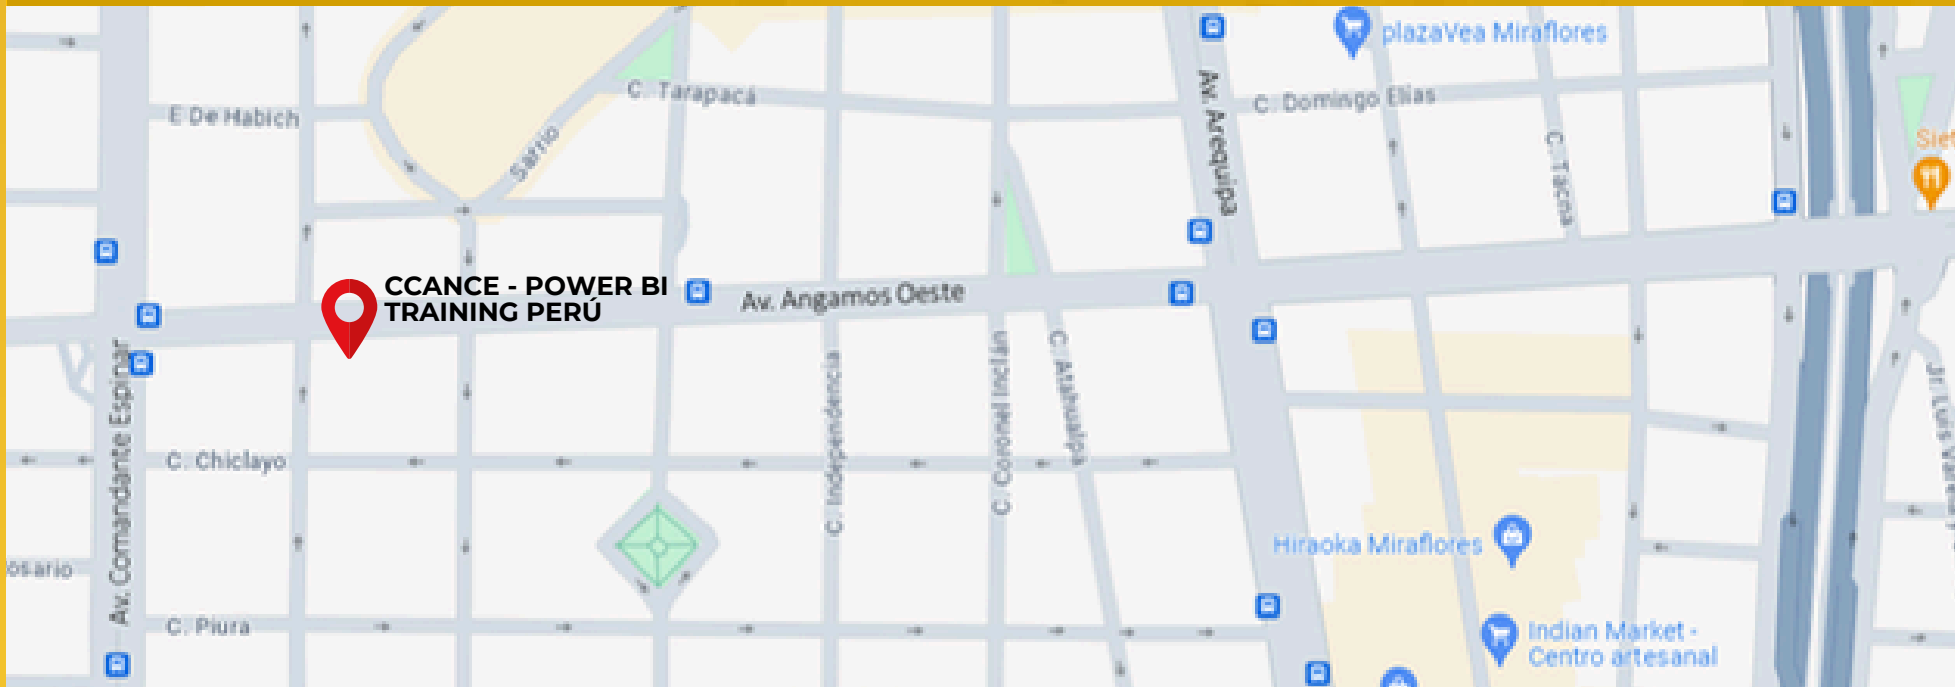 plazaVea Miraflores
C. Tarapacá
Av. Arequipa
C. Domingo Elías
E De Habich
Sarrio
C. Tacna
CCANCE - POWER BI
TRAINING PERÚ
Av. Angamos Oeste
Av. Comandante Espinar
C. Independencia
C. Coronel Inclán
C. Atahualpa
C. Chiclayo
Hiraoka Miraflores
C. Piura
Indian Market -
Centro artesanal